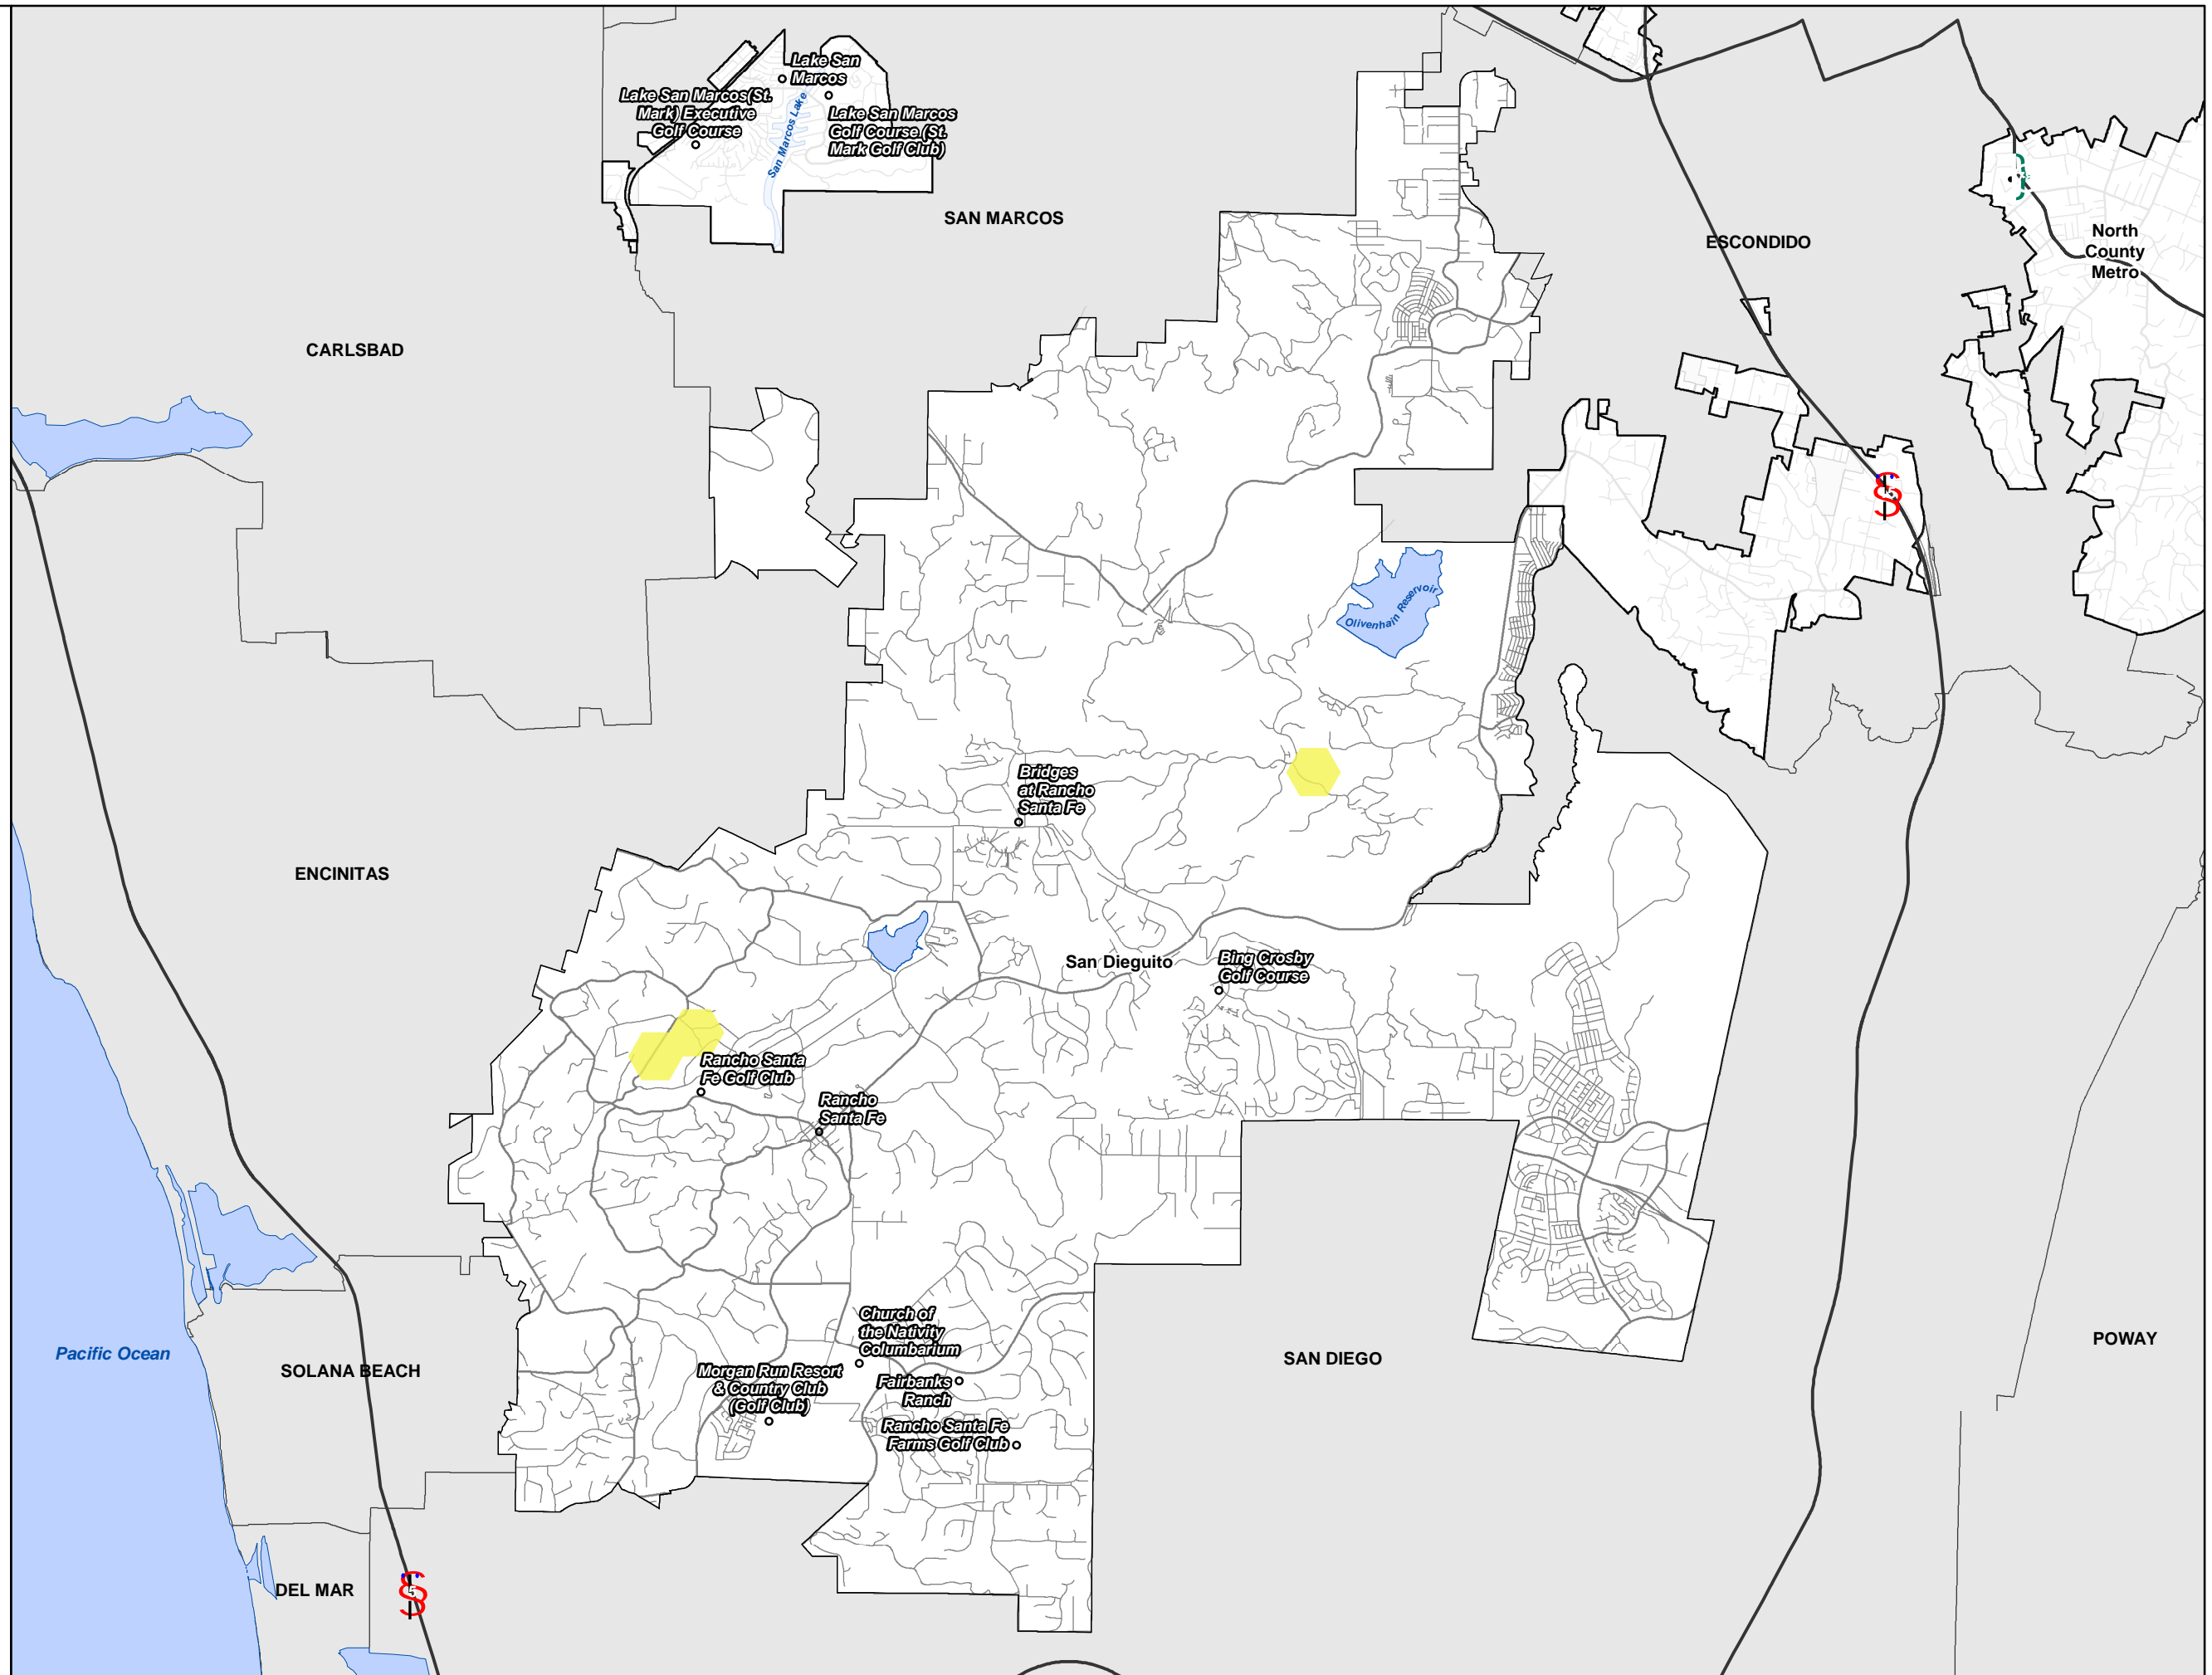 Lake San
Marcos
Lake San Marcos(St.
Mark) Executive
Golf Course
Lake San Marcos
Golf Course (St.
Mark Golf Club)
San Marcos Lake
SAN MARCOS
ESCONDIDO
North
County
Metro
CARLSBAD
Olivenhain Reservoir
Bridges
at Rancho
Santa Fe
ENCINITAS
San Dieguito
Bing Crosby
Golf Course
Rancho Santa
Fe Golf Club
Rancho
Santa Fe
Church of
the Nativity
Columbarium
Pacific Ocean
SOLANA BEACH
Morgan Run Resort
& Country Club
(Golf Club)
Fairbanks
Ranch
Rancho Santa Fe
Farms Golf Club
SAN DIEGO
POWAY
DEL MAR